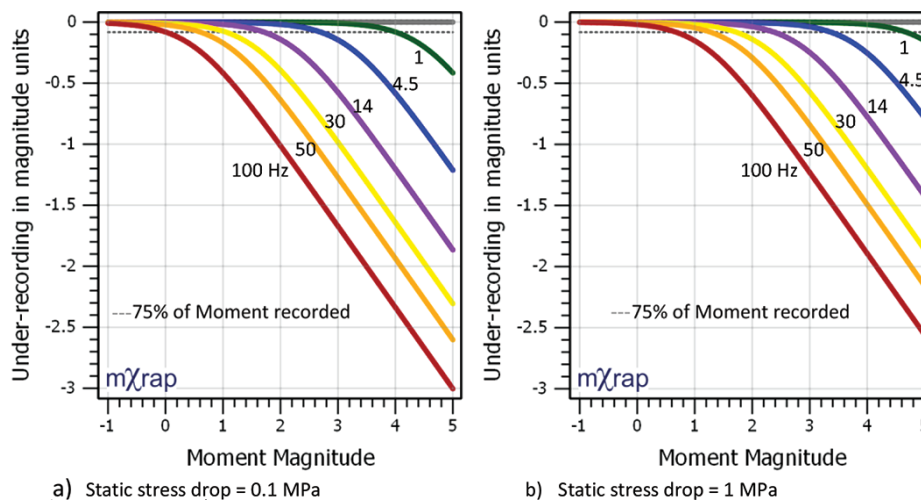 Under-recording in magnitude units
0
-0.5
-1
-1.5
-2
-2.5
-3
1
4.5
14
30
50
100 Hz
---75% of Moment recorded
mχrap
-1 0 1 2 3 4 5
Moment Magnitude
a) Static stress drop = 0.1 MPa
Under-recording in magnitude units
0
-0.5
-1
-1.5
-2
-2.5
-3
1
4.5
14
30
50
100 Hz
---75% of Moment recorded
mχrap
-1 0 1 2 3 4
Moment Magnitude
b) Static stress drop = 1 MPa